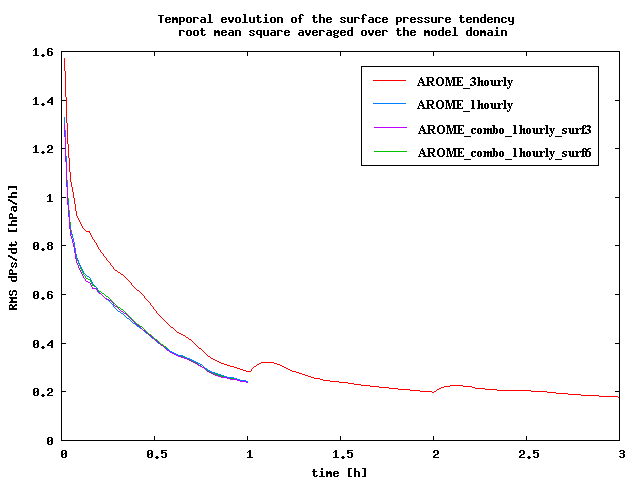 Temporal evolution of the surface pressure tendency
root mean square averaged over the model domain
AROME_3hourly
AROME_1hourly
AROME_combo_1hourly_surf3
AROME_combo_1hourly_surf6
RMS dPs/dt [hPa/h]
1.6
1.4
1.2
1
0.8
0.6
0.4
0.2
0
0 0.5 1 1.5 2 2.5 3
time [h]